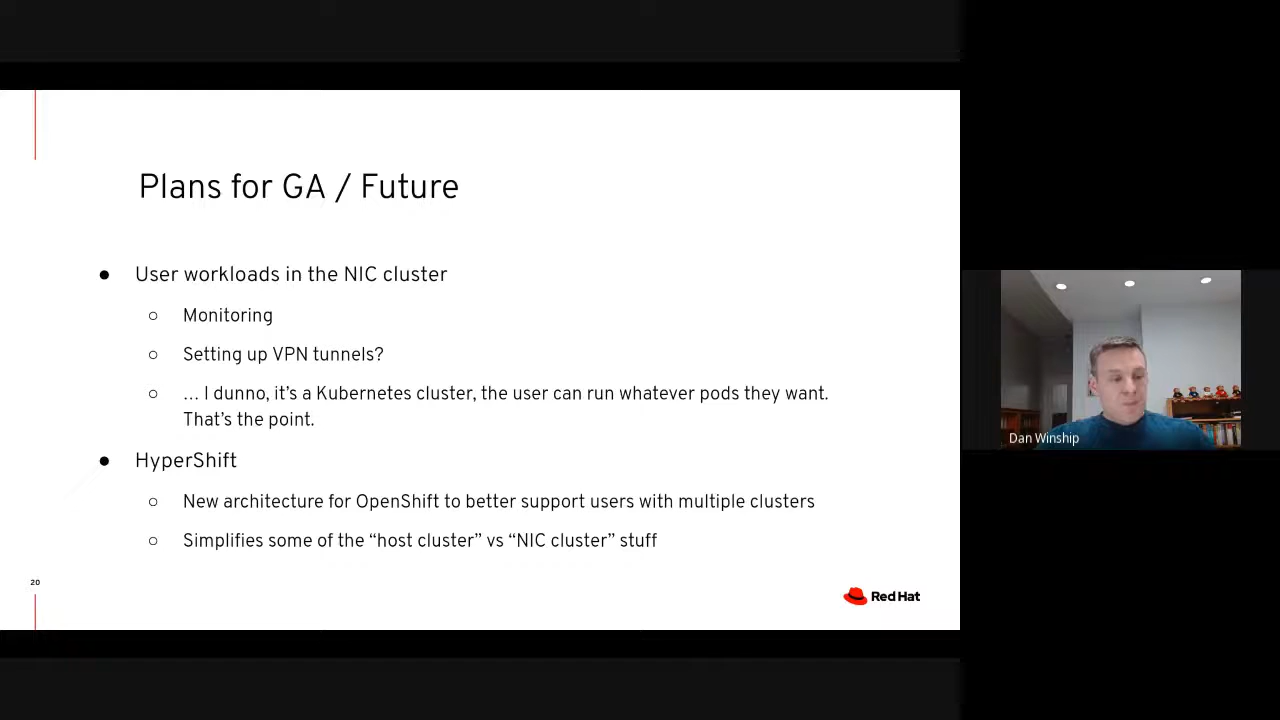 Plans for GA / Future
● User workloads in the NIC cluster
○ Monitoring
○ Setting up VPN tunnels?
○ … I dunno, it’s a Kubernetes cluster, the user can run whatever pods they want.
That’s the point.
● HyperShift
○ New architecture for OpenShift to better support users with multiple clusters
○ Simplifies some of the “host cluster” vs “NIC cluster” stuff
20
Red Hat
Dan Winship